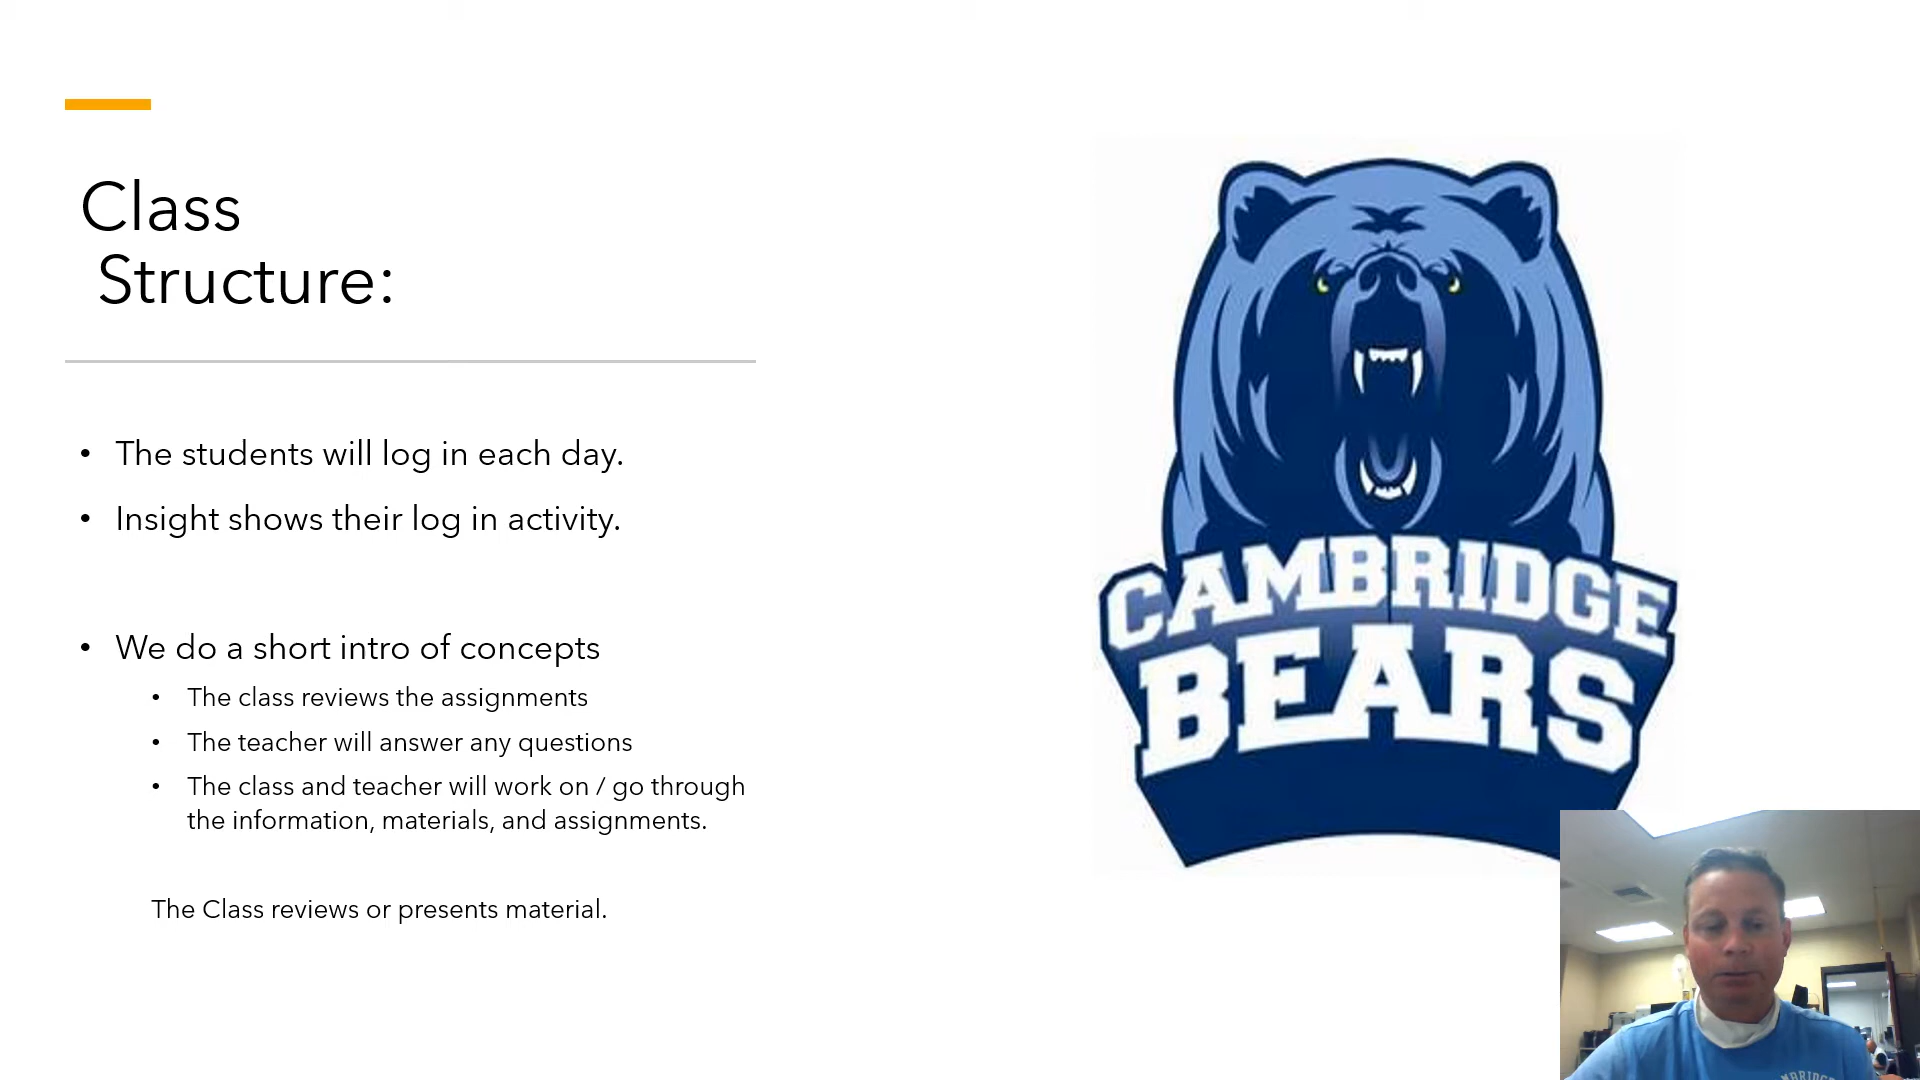 Class
Structure:
• The students will log in each day.
• Insight shows their log in activity.
• We do a short intro of concepts
• The class reviews the assignments
• The teacher will answer any questions
• The class and teacher will work on / go through
the information, materials, and assignments.
The Class reviews or presents material.
CAMBRIDGE
BEARS